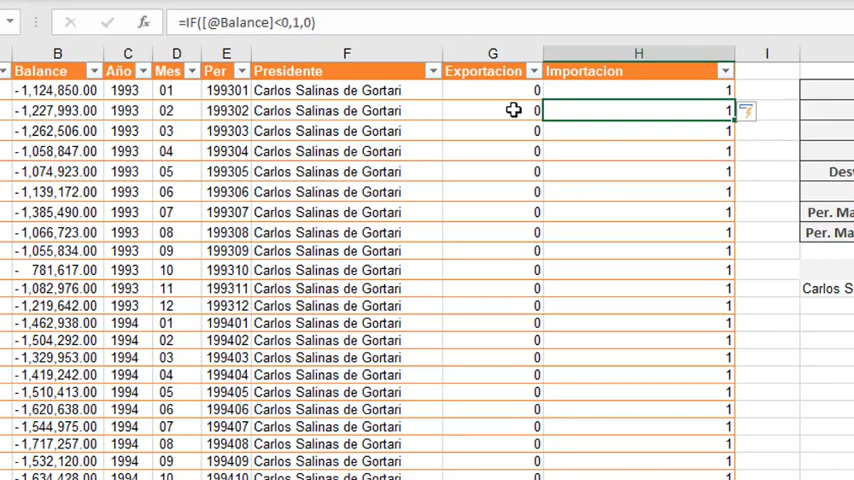 =IF([@Balance]<0,1,0)
B C D E F G H I
Balance Año Mes Per Presidente Exportacion Importacion
-1,124,850.00 1993 01 199301 Carlos Salinas de Gortari 0 1
-1,227,993.00 1993 02 199302 Carlos Salinas de Gortari 0 1
-1,262,506.00 1993 03 199303 Carlos Salinas de Gortari 0 1
-1,058,847.00 1993 04 199304 Carlos Salinas de Gortari 0 1
-1,074,923.00 1993 05 199305 Carlos Salinas de Gortari 0 1 Des
-1,139,172.00 1993 06 199306 Carlos Salinas de Gortari 0 1
-1,385,490.00 1993 07 199307 Carlos Salinas de Gortari 0 1 Per. Ma
-1,066,723.00 1993 08 199308 Carlos Salinas de Gortari 0 1 Per. Ma
-1,055,834.00 1993 09 199309 Carlos Salinas de Gortari 0 1
- 781,617.00 1993 10 199310 Carlos Salinas de Gortari 0 1
-1,082,976.00 1993 11 199311 Carlos Salinas de Gortari 0 1 Carlos S
-1,219,642.00 1993 12 199312 Carlos Salinas de Gortari 0 1
-1,462,938.00 1994 01 199401 Carlos Salinas de Gortari 0 1
-1,504,292.00 1994 02 199402 Carlos Salinas de Gortari 0 1
-1,329,953.00 1994 03 199403 Carlos Salinas de Gortari 0 1
-1,419,242.00 1994 04 199404 Carlos Salinas de Gortari 0 1
-1,510,413.00 1994 05 199405 Carlos Salinas de Gortari 0 1
-1,620,638.00 1994 06 199406 Carlos Salinas de Gortari 0 1
-1,544,975.00 1994 07 199407 Carlos Salinas de Gortari 0 1
-1,717,257.00 1994 08 199408 Carlos Salinas de Gortari 0 1
-1,532,120.00 1994 09 199409 Carlos Salinas de Gortari 0 1
-1,634,428.00 1994 10 199410 Carlos Salinas de Gortari 0 1